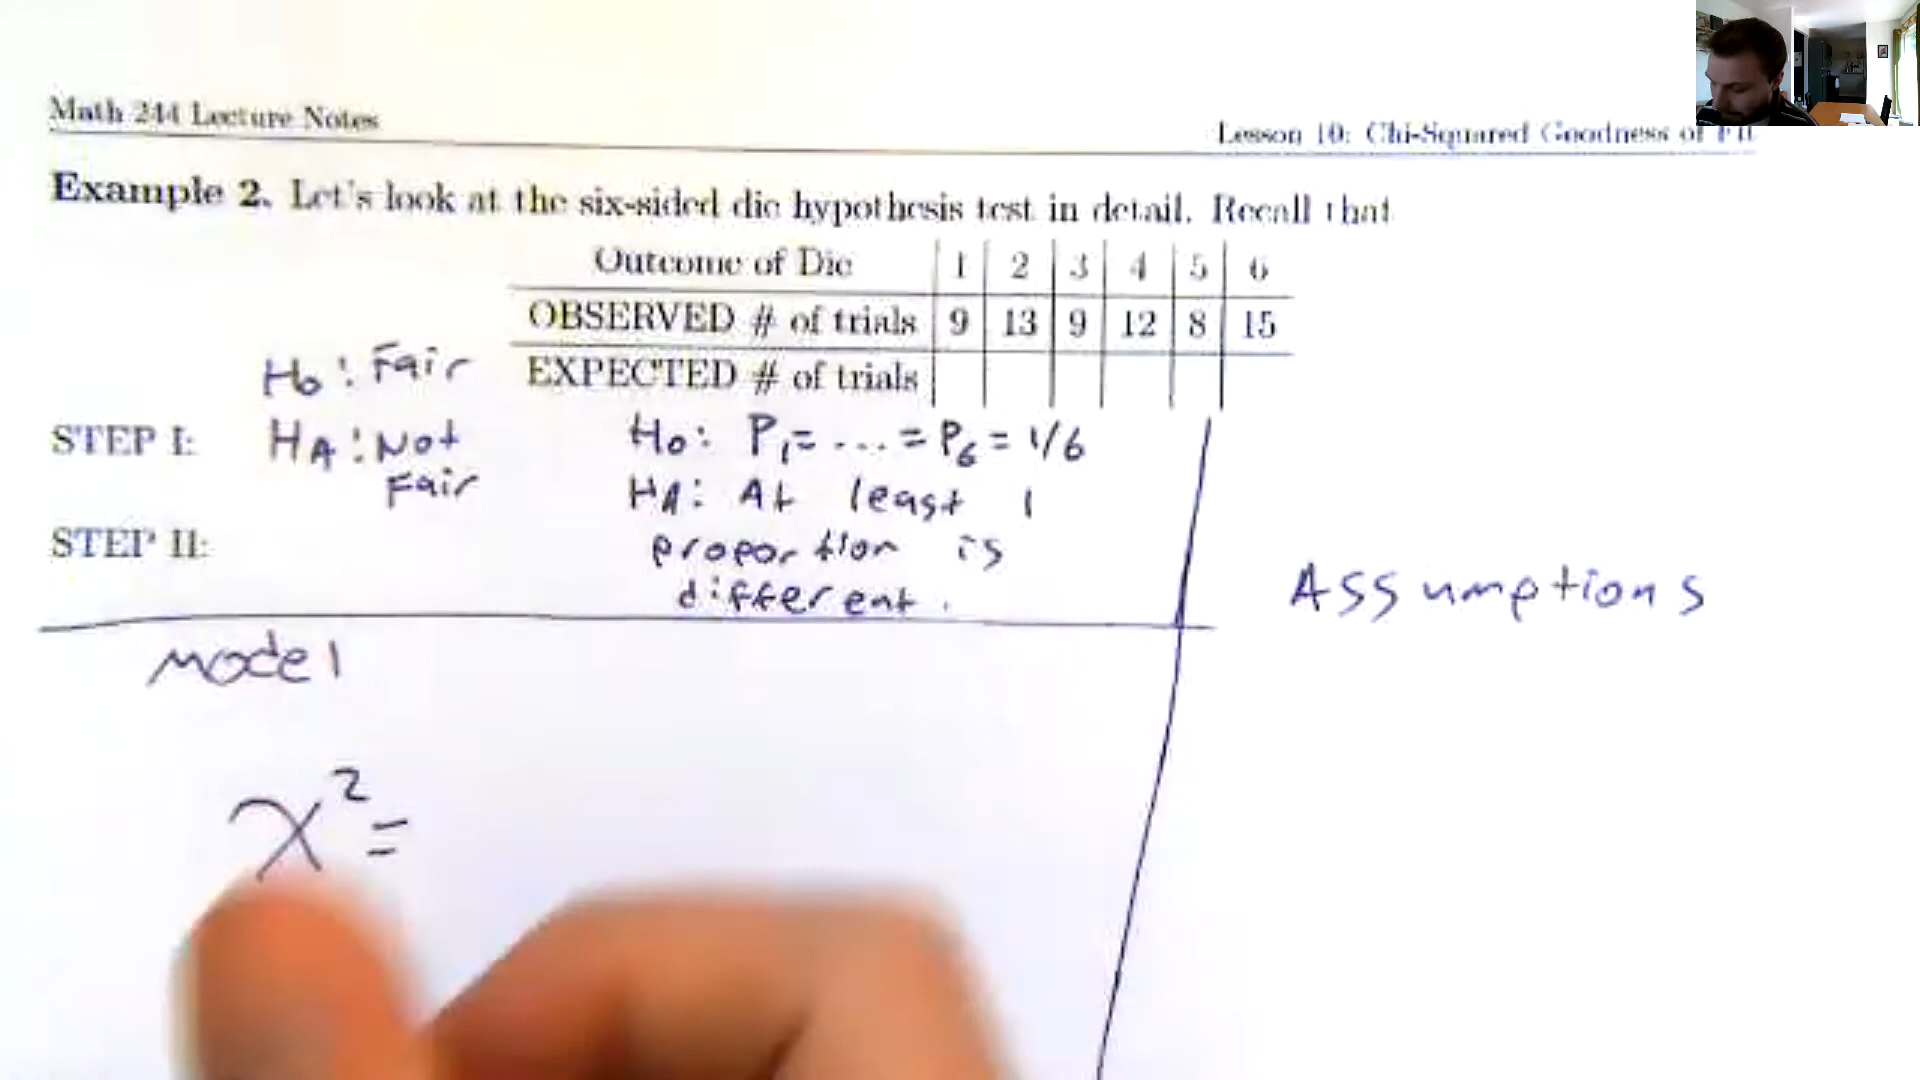 Math 244 Lecture Notes
Lesson 10: Chi-Squared Goodness of Fit
Example 2. Let's look at the six-sided die hypothesis test in detail. Recall that
Outcome of Die 1 2 3 4 5 6
OBSERVED # of trials 9 13 9 12 8 15
EXPECTED # of trials
H₀: Fair
STEP I: HA: Not Fair
H₀: P₁= ... = P₆ = 1/6
HA: At least 1
proportion is
different.
STEP II:
Assumptions
Model
χ² =